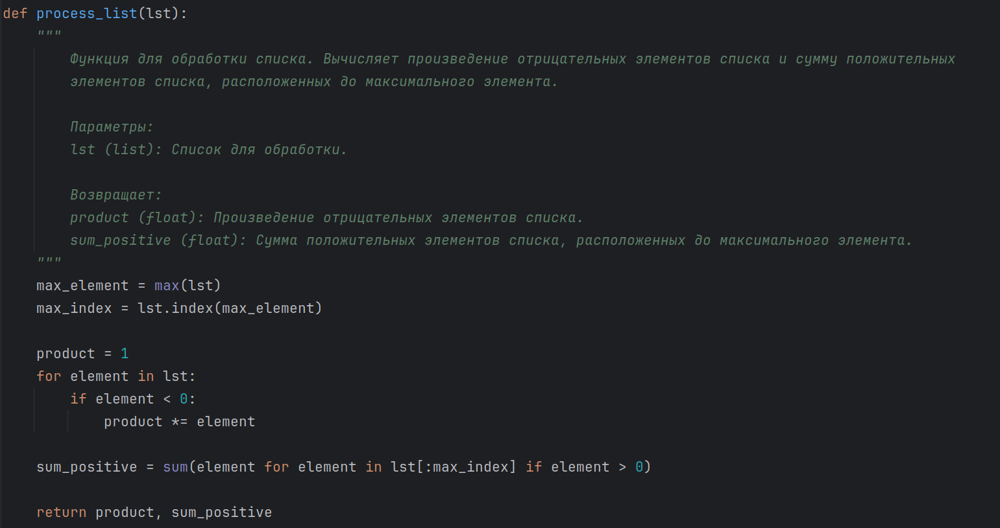 def process_list(lst):
    """
        Функция для обработки списка. Вычисляет произведение отрицательных элементов списка и сумму положительных
        элементов списка, расположенных до максимального элемента.

        Параметры:
        lst (list): Список для обработки.

        Возвращает:
        product (float): Произведение отрицательных элементов списка.
        sum_positive (float): Сумма положительных элементов списка, расположенных до максимального элемента.
    """
    max_element = max(lst)
    max_index = lst.index(max_element)

    product = 1
    for element in lst:
        if element < 0:
            product *= element

    sum_positive = sum(element for element in lst[:max_index] if element > 0)

    return product, sum_positive